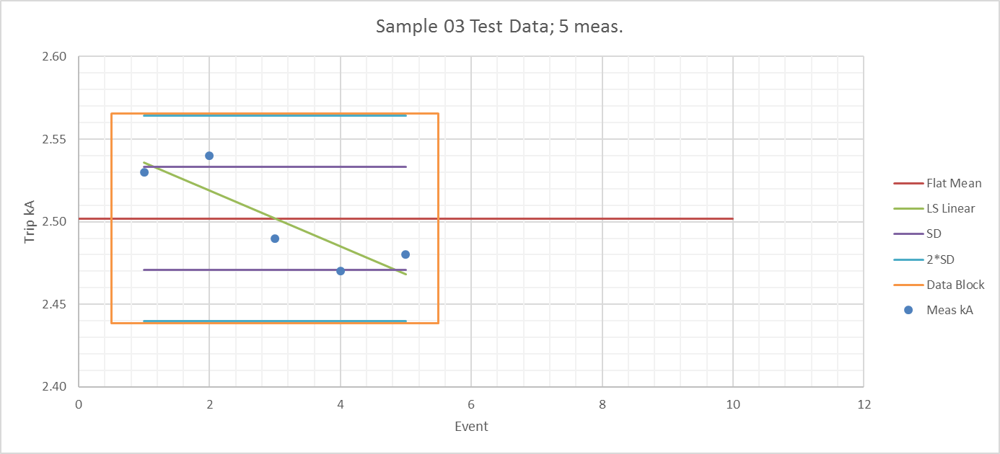 Sample 03 Test Data; 5 meas.
2.60
2.55
2.50
2.45
2.40
Trip kA
0 2 4 6 8 10 12
Event
Flat Mean
LS Linear
SD
2*SD
Data Block
Meas kA